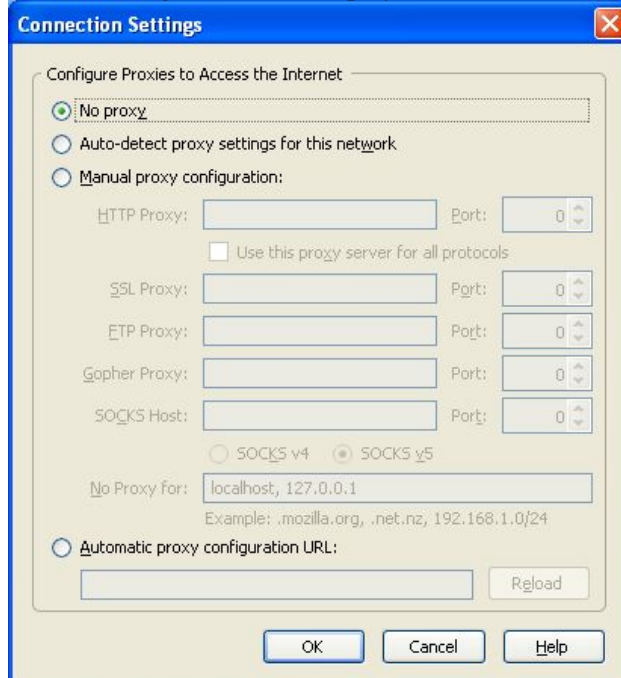 Connection Settings
Configure Proxies to Access the Internet
No proxy
Auto-detect proxy settings for this network
Manual proxy configuration:
HTTP Proxy: Port: 0
Use this proxy server for all protocols
SSL Proxy: Port: 0
FTP Proxy: Port: 0
Gopher Proxy: Port: 0
SOCKS Host: Port: 0
SOCKS v4 SOCKS v5
No Proxy for: localhost, 127.0.0.1
Example: .mozilla.org, .net.nz, 192.168.1.0/24
Automatic proxy configuration URL:
Reload
OK Cancel Help